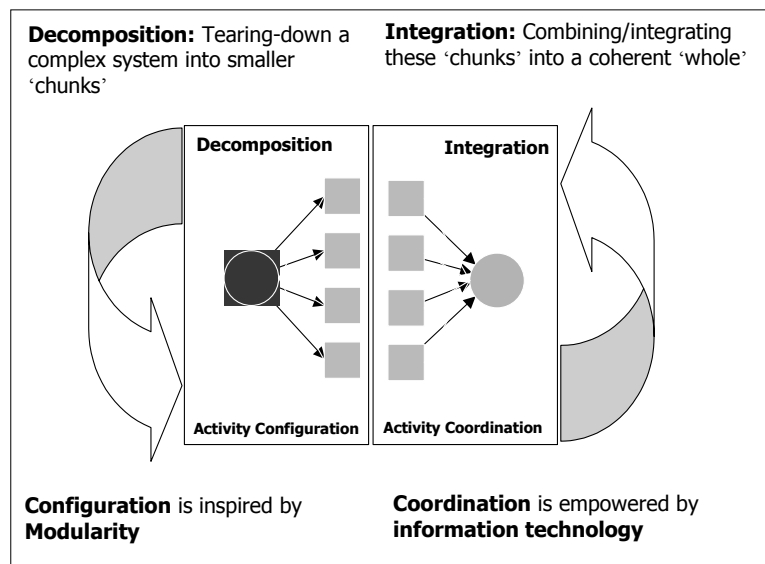 Decomposition: Tearing-down a
complex system into smaller
‘chunks’
Integration: Combining/integrating
these ‘chunks’ into a coherent ‘whole’
Decomposition
Integration
Activity Configuration
Activity Coordination
Configuration is inspired by
Modularity
Coordination is empowered by
information technology